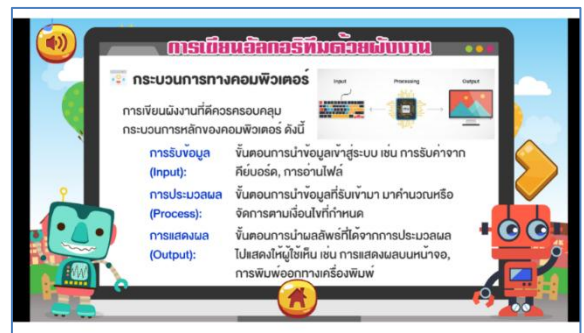 การเขียนอัลกอริทึมด้วยผังงาน
กระบวนการทางคอมพิวเตอร์
Input Processing Output
การเขียนผังงานที่ดีควรครอบคลุม
กระบวนการหลักของคอมพิวเตอร์ ดังนี้
การรับข้อมูล ขั้นตอนการนำข้อมูลเข้าสู่ระบบ เช่น การรับค่าจาก
(Input): คีย์บอร์ด, การอ่านไฟล์
การประมวลผล ขั้นตอนการนำข้อมูลที่รับเข้ามา มาคำนวณหรือ
(Process): จัดการตามเงื่อนไขที่กำหนด
การแสดงผล ขั้นตอนการนำผลลัพธ์ที่ได้จากการประมวลผล
(Output): ไปแสดงให้ผู้ใช้เห็น เช่น การแสดงผลบนหน้าจอ,
การพิมพ์ออกทางเครื่องพิมพ์